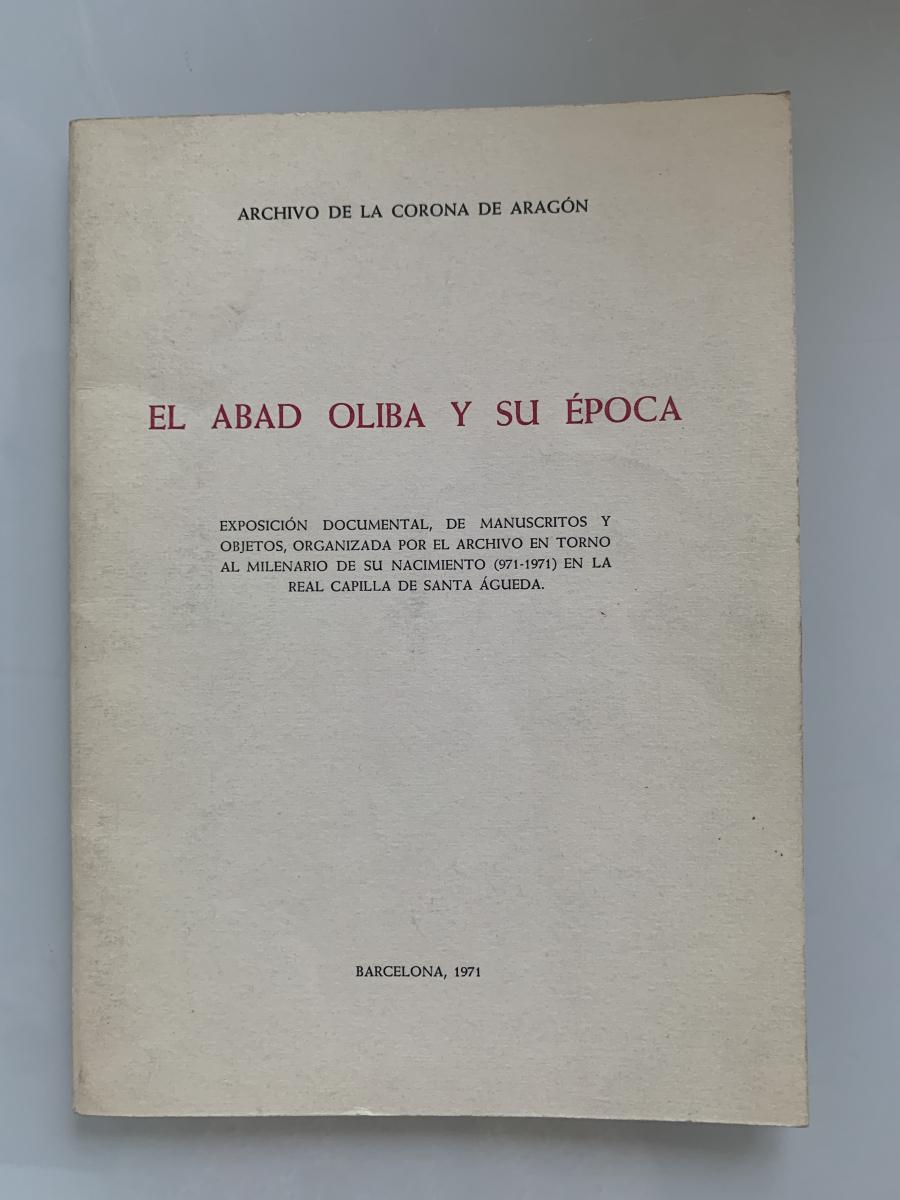 ARCHIVO DE LA CORONA DE ARAGÓN
EL ABAD OLIBA Y SU ÉPOCA
EXPOSICIÓN DOCUMENTAL, DE MANUSCRITOS Y
OBJETOS, ORGANIZADA POR EL ARCHIVO EN TORNO
AL MILENARIO DE SU NACIMIENTO (971-1971) EN LA
REAL CAPILLA DE SANTA ÁGUEDA.
BARCELONA, 1971